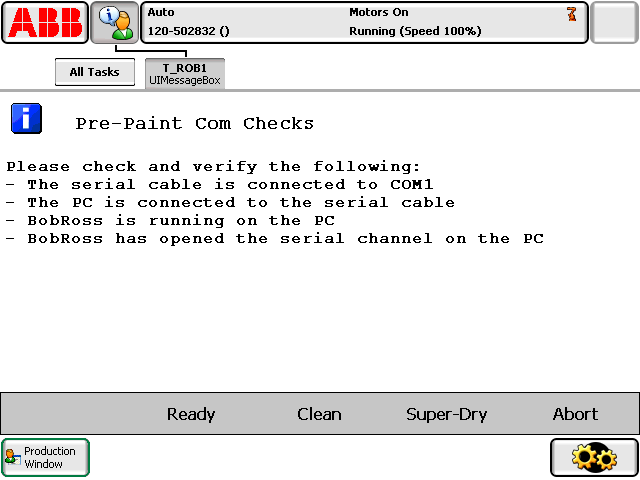 ABB
Auto
Motors On
120-502832 ()
Running (Speed 100%)
All Tasks
T_ROB1
UIMessageBox
i
Pre-Paint Com Checks
Please check and verify the following:
- The serial cable is connected to COM1
- The PC is connected to the serial cable
- BobRoss is running on the PC
- BobRoss has opened the serial channel on the PC
Ready
Clean
Super-Dry
Abort
Production
Window